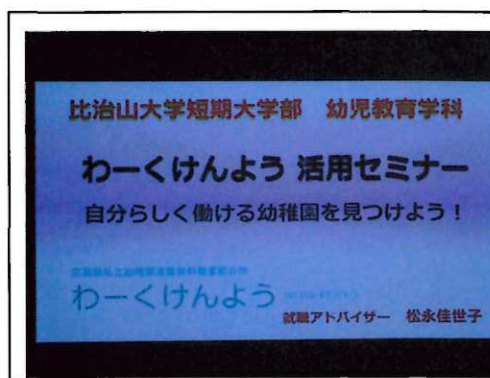 比治山大学短期大学部 幼児教育学科
わーくけんよう 活用セミナー
自分らしく働ける幼稚園を見つけよう！
わーくけんよう
就職アドバイザー 松永佳世子